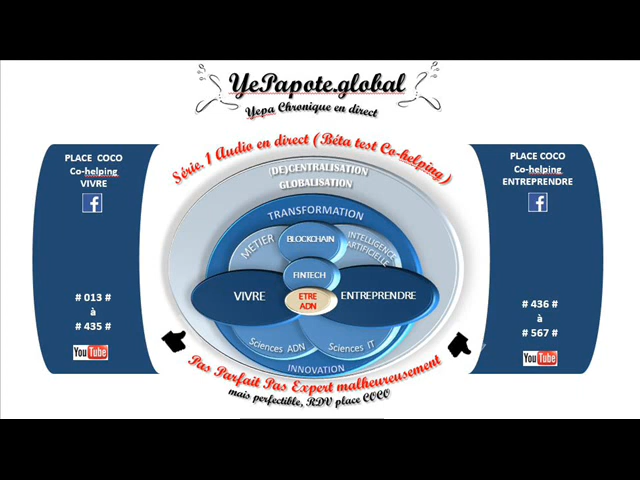 YePapote.global
Yepa Chronique en direct
Série, 1 Audio en direct (Béta test Co-helping)
PLACE COCO
Co-helping
VIVRE
# 013 #
à
# 435 #
YouTube
(DE)CENTRALISATION
GLOBALISATION
TRANSFORMATION
METIER
BLOCKCHAIN
INTELLIGENCE
ARTIFICIELLE
FINTECH
VIVRE
ETRE
ADN
ENTREPRENDRE
Sciences ADN
Sciences IT
INNOVATION
Pas Parfait Pas Expert malheureusement
mais perfectible, RDV place COCO
PLACE COCO
Co-helping
ENTREPRENDRE
# 436 #
à
# 567 #
YouTube